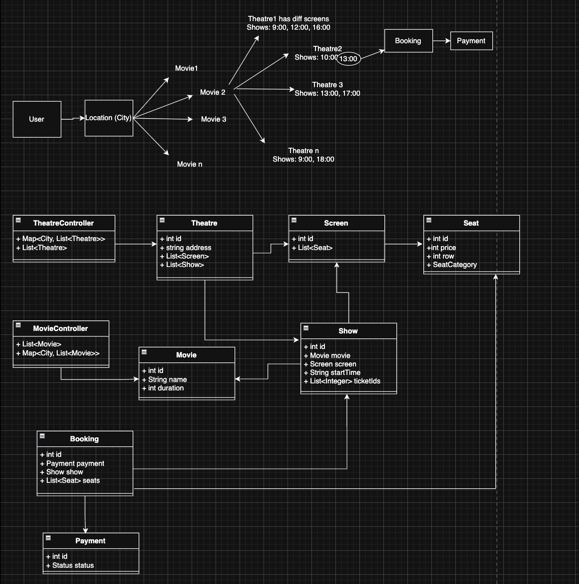 Theatre1 has diff screens
Shows: 9:00, 12:00, 16:00
Theatre2
Shows: 10:00
13:00
Booking
Payment
Movie1
Movie 2
Theatre 3
Shows: 13:00, 17:00
User
Location (City)
Movie 3
Theatre n
Shows: 9:00, 18:00
Movie n
TheatreController
+ Map<City, List<Theatre>>
+ List<Theatre>
Theatre
+ int id
+ string address
+ List<Screen>
+ List<Show>
Screen
+ int id
+ List<Seat>
Seat
+ int id
+int price
+ int row
+ SeatCategory
MovieController
+ List<Movie>
+ Map<City, List<Movie>>
Movie
+ int id
+ String name
+ int duration
Show
+ int id
+ Movie movie
+ Screen screen
+ String startTime
+ List<Integer> ticketIds
Booking
+ int id
+ Payment payment
+ Show show
+ List<Seat> seats
Payment
+ int id
+ Status status